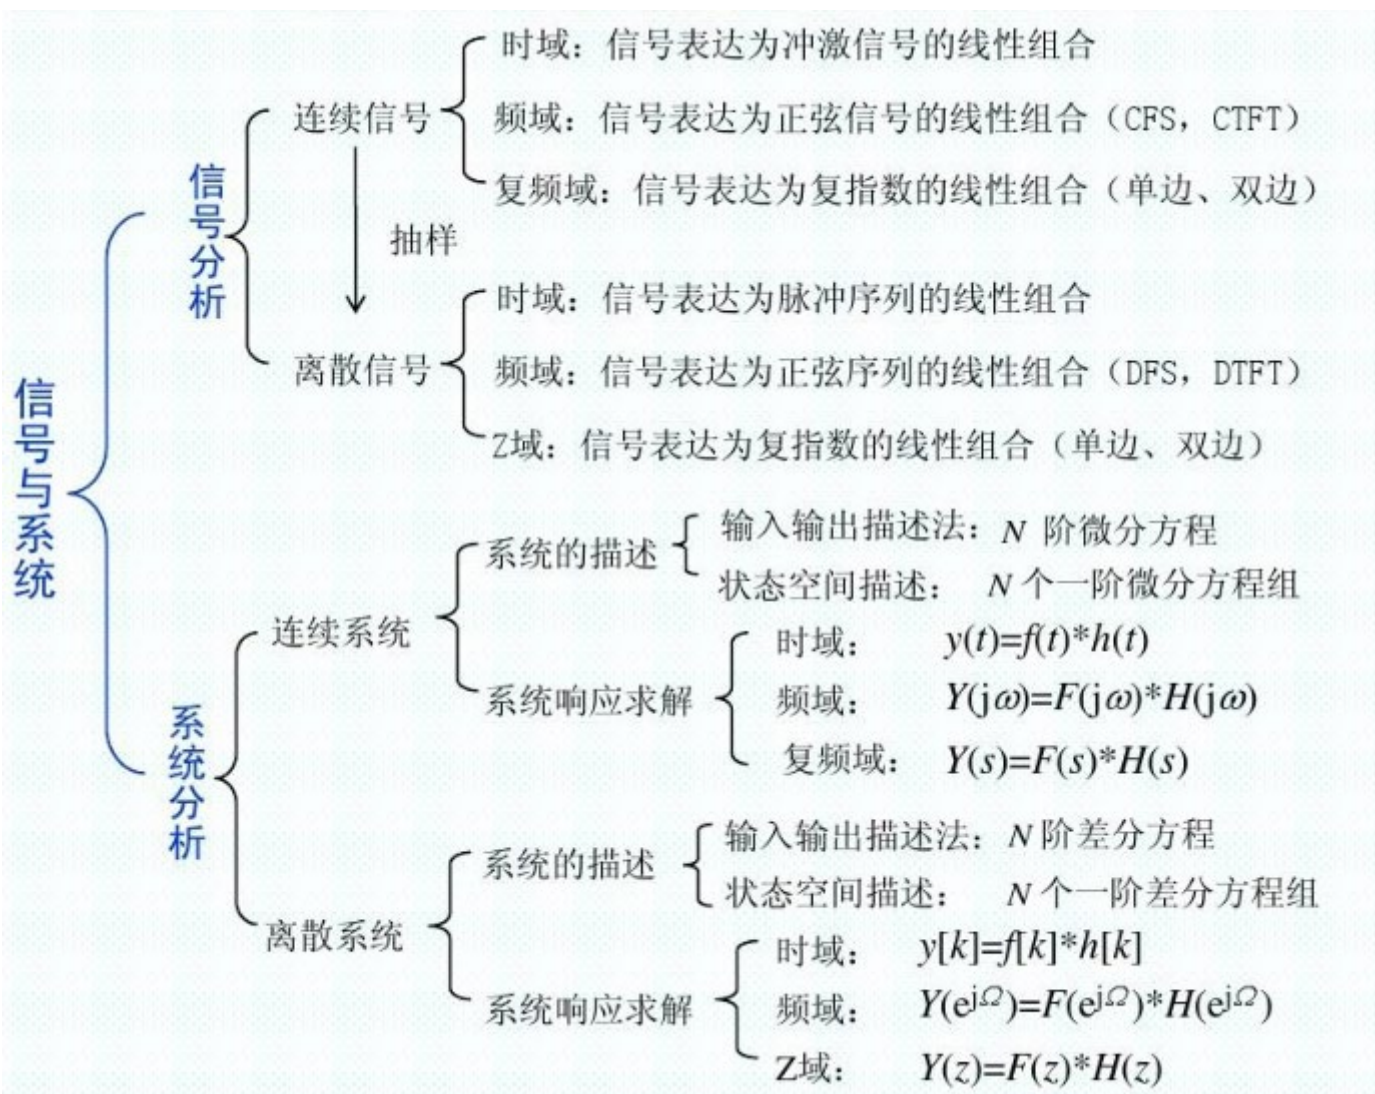 信号与系统
信号分析
连续信号
时域：信号表达为冲激信号的线性组合
频域：信号表达为正弦信号的线性组合（CFS，CTFT）
复频域：信号表达为复指数的线性组合（单边、双边）
抽样
离散信号
时域：信号表达为脉冲序列的线性组合
频域：信号表达为正弦序列的线性组合（DFS，DTFT）
Z域：信号表达为复指数的线性组合（单边、双边）
系统分析
连续系统
系统的描述
输入输出描述法：N 阶微分方程
状态空间描述： N 个一阶微分方程组
系统响应求解
时域： y(t)=f(t)*h(t)
频域： Y(jω)=F(jω)*H(jω)
复频域： Y(s)=F(s)*H(s)
离散系统
系统的描述
输入输出描述法：N 阶差分方程
状态空间描述： N 个一阶差分方程组
系统响应求解
时域： y[k]=f[k]*h[k]
频域： Y(e^jΩ)=F(e^jΩ)*H(e^jΩ)
Z域： Y(z)=F(z)*H(z)